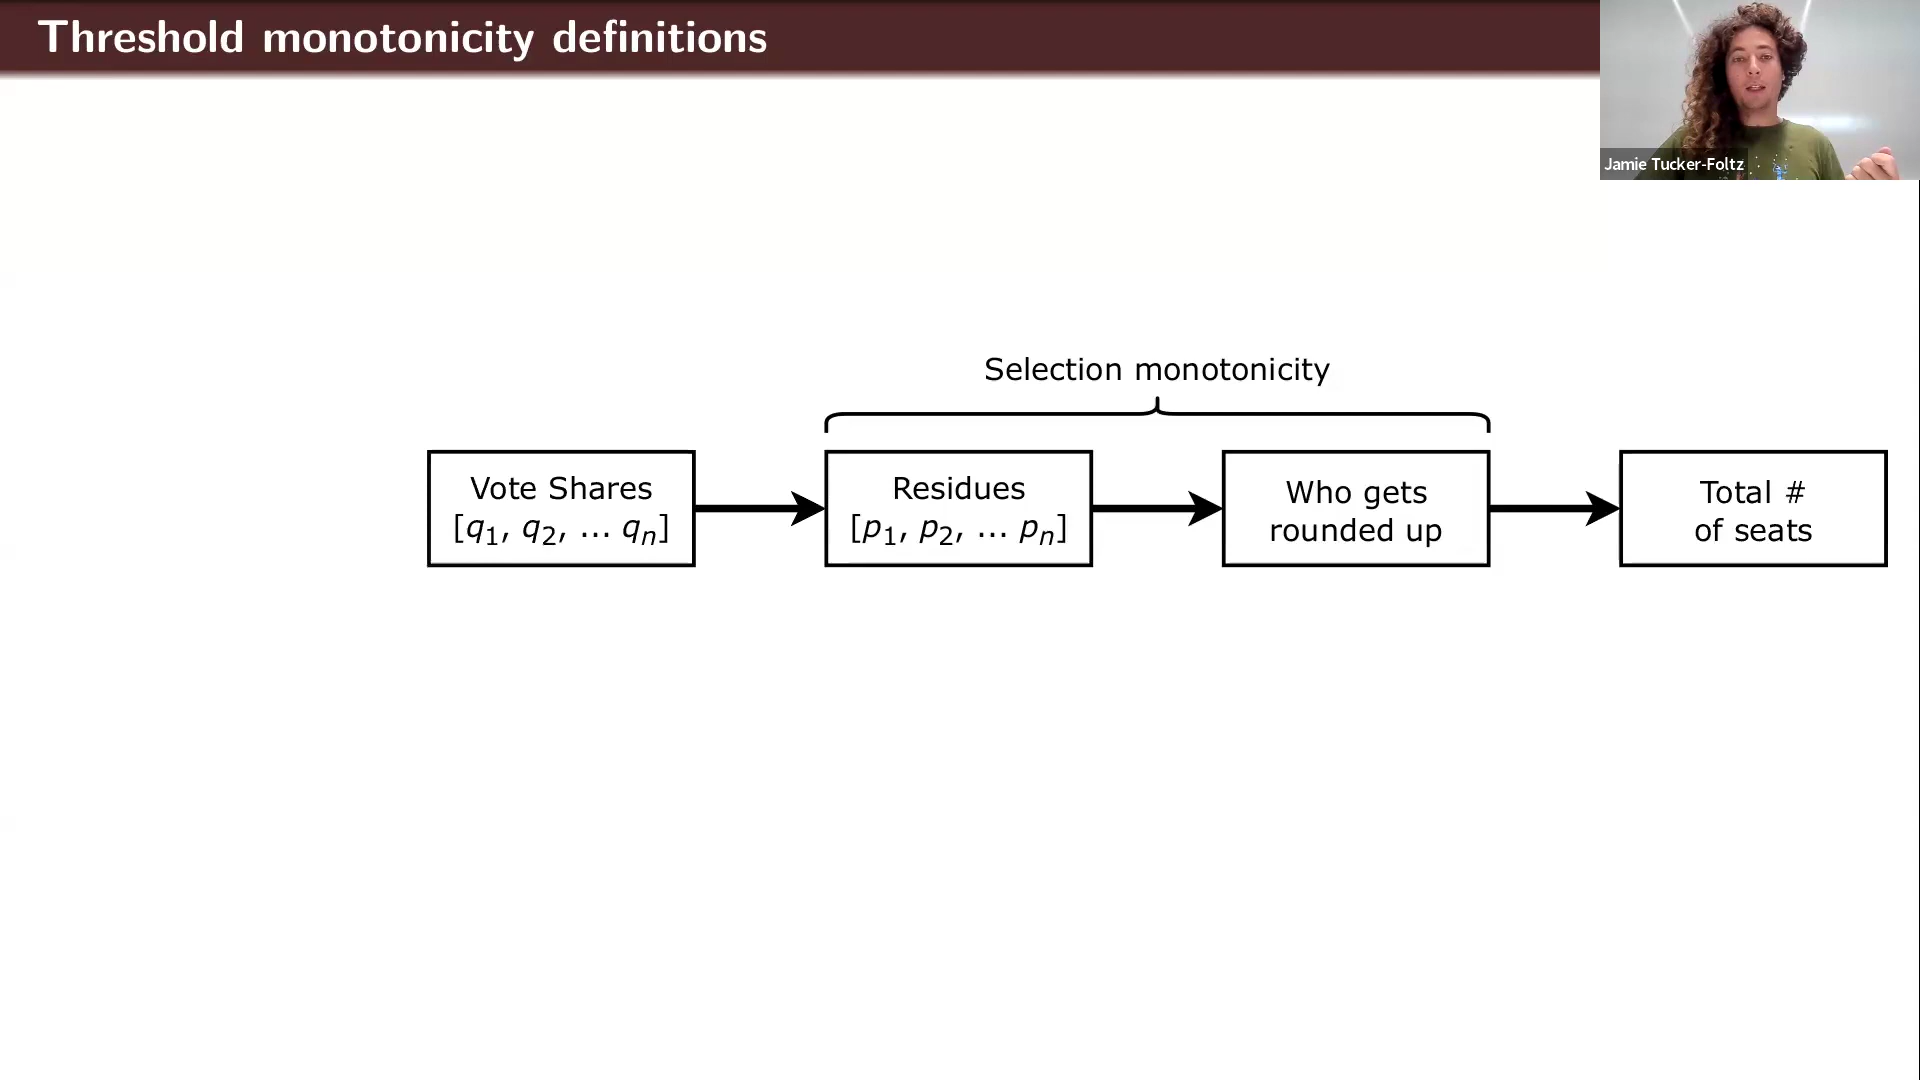 Threshold monotonicity definitions
Jamie Tucker-Foltz
Selection monotonicity
Vote Shares
[q1, q2, ... qn]
Residues
[p1, p2, ... pn]
Who gets
rounded up
Total #
of seats